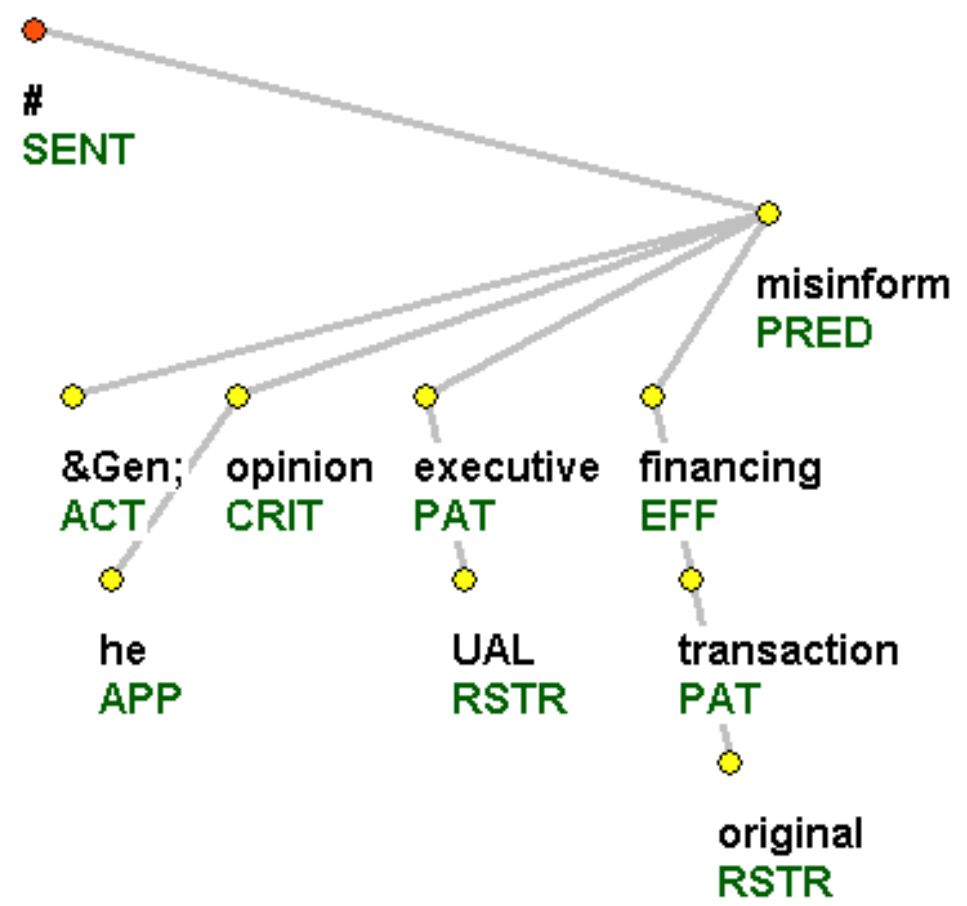 #
SENT
misinform
PRED
&Gen; opinion executive financing
ACT CRIT PAT EFF
he UAL transaction
APP RSTR PAT
original
RSTR